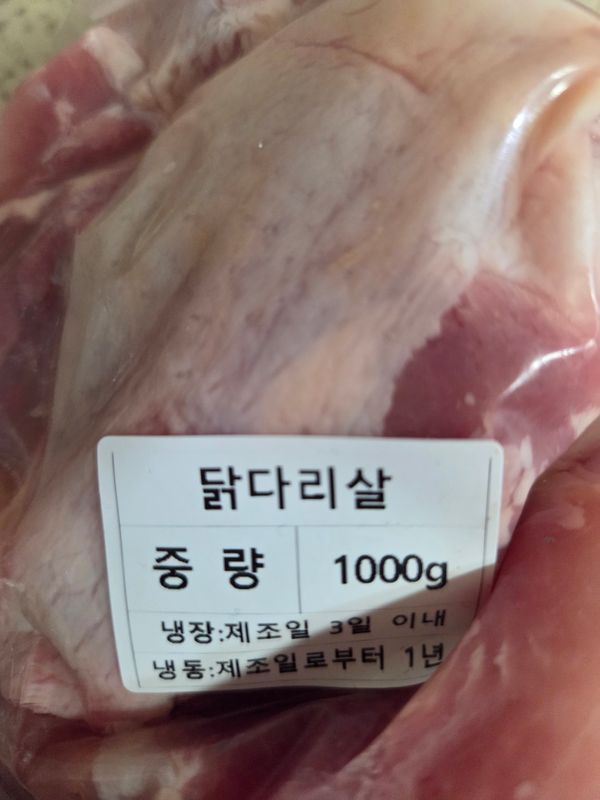 닭다리살
중 량 1000g
냉장:제조일 3일 이내
냉동:제조일로부터 1년